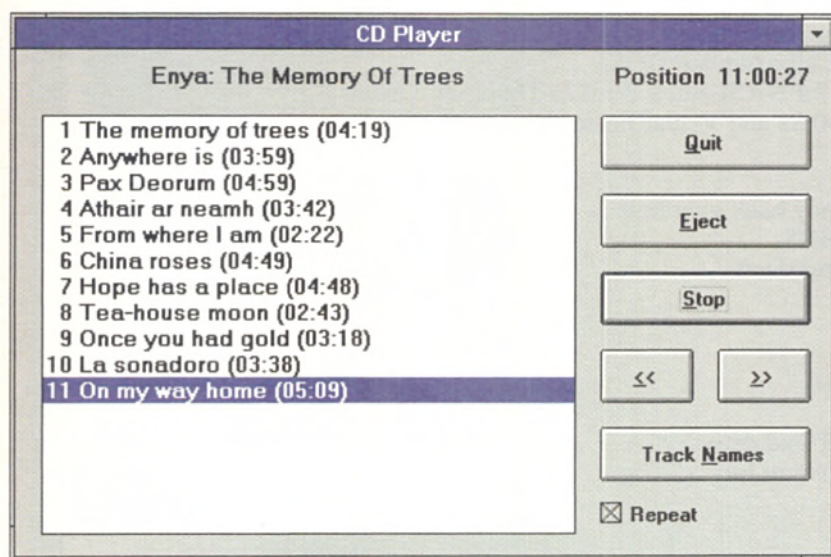 CD Player
Enya: The Memory Of Trees
Position 11:00:27
1 The memory of trees (04:19)
2 Anywhere is (03:59)
3 Pax Deorum (04:59)
4 Athair ar neamh (03:42)
5 From where I am (02:22)
6 China roses (04:49)
7 Hope has a place (04:48)
8 Tea-house moon (02:43)
9 Once you had gold (03:18)
10 La sonadoro (03:38)
11 On my way home (05:09)
Quit
Eject
Stop
<< >>
Track Names
Repeat